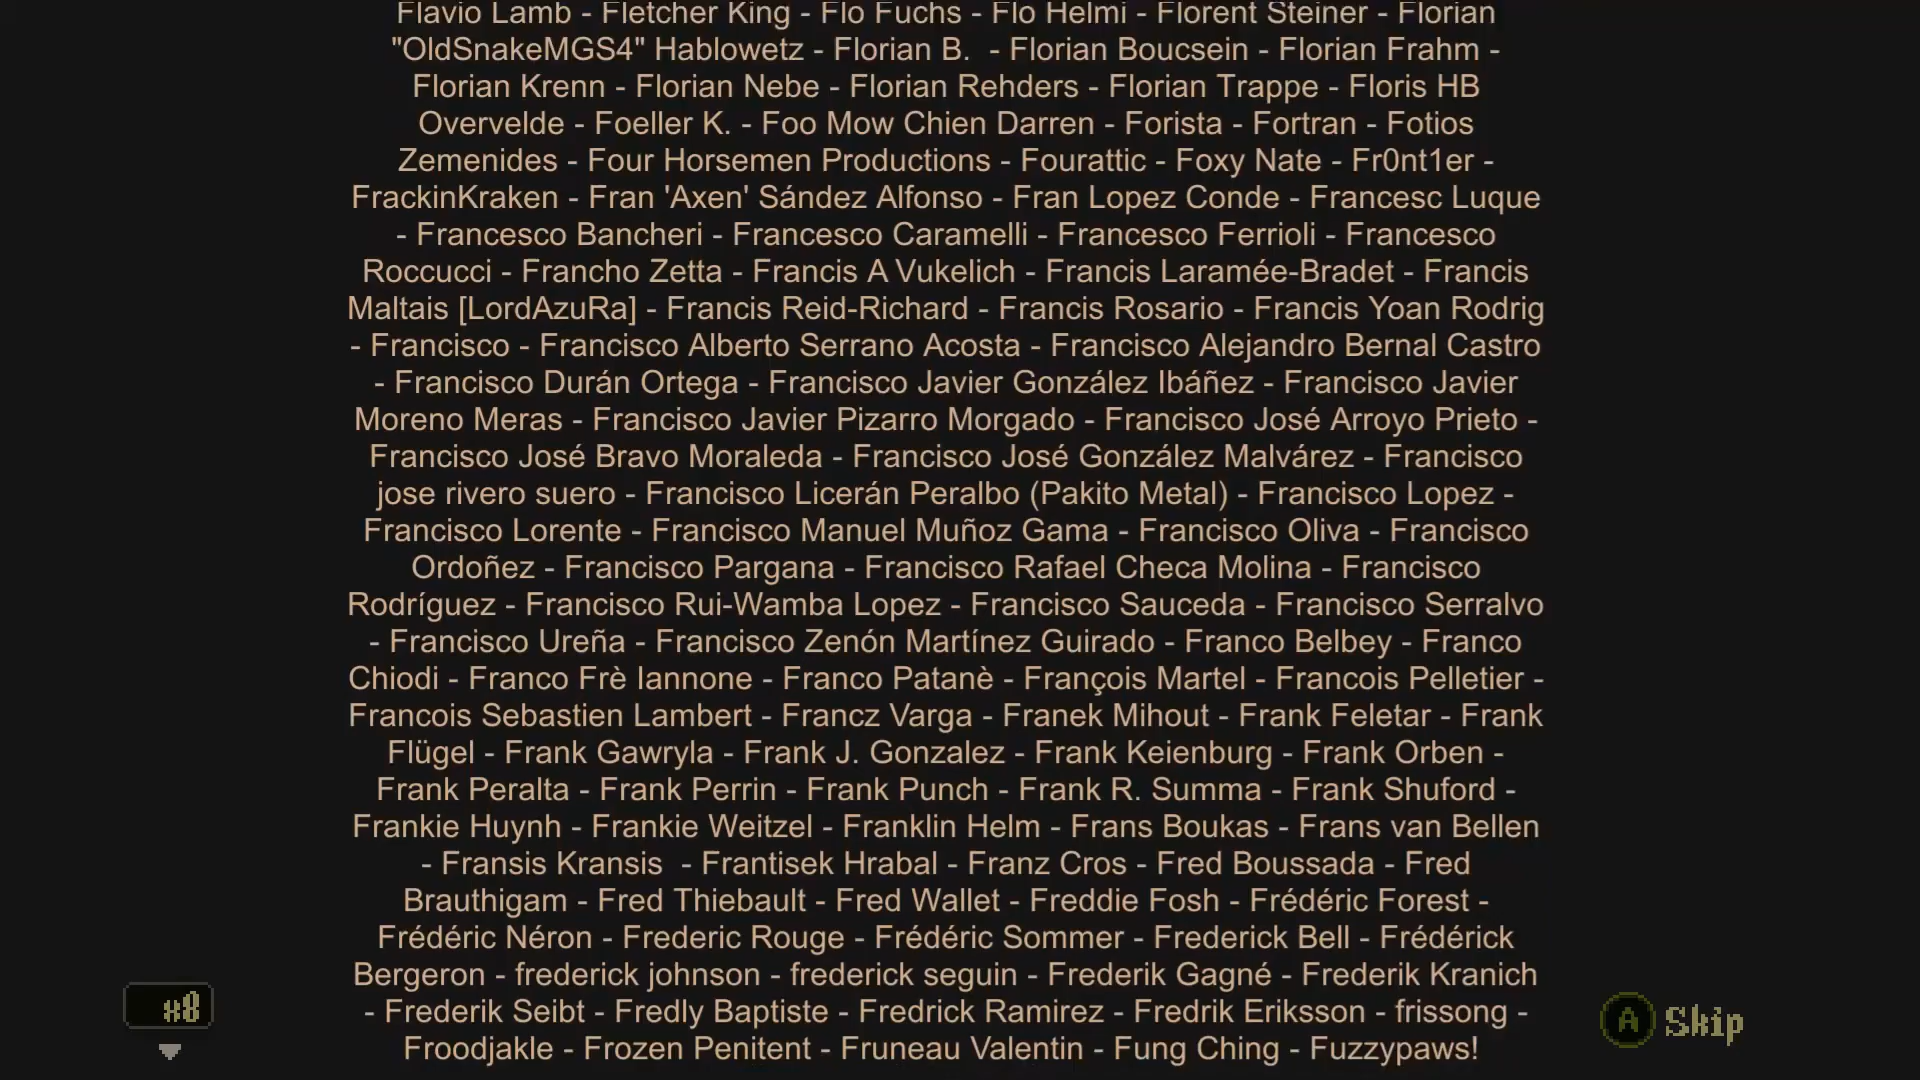 Flavio Lamb - Fletcher King - Flo Fuchs - Flo Helmi - Florent Steiner - Florian
"OldSnakeMGS4" Hablowetz - Florian B.  - Florian Boucsein - Florian Frahm -
Florian Krenn - Florian Nebe - Florian Rehders - Florian Trappe - Floris HB
Overvelde - Foeller K. - Foo Mow Chien Darren - Forista - Fortran - Fotios
Zemenides - Four Horsemen Productions - Fourattic - Foxy Nate - Fr0nt1er -
FrackinKraken - Fran 'Axen' Sández Alfonso - Fran Lopez Conde - Francesc Luque
- Francesco Bancheri - Francesco Caramelli - Francesco Ferrioli - Francesco
Roccucci - Francho Zetta - Francis A Vukelich - Francis Laramée-Bradet - Francis
Maltais [LordAzuRa] - Francis Reid-Richard - Francis Rosario - Francis Yoan Rodrig
- Francisco - Francisco Alberto Serrano Acosta - Francisco Alejandro Bernal Castro
- Francisco Durán Ortega - Francisco Javier González Ibáñez - Francisco Javier
Moreno Meras - Francisco Javier Pizarro Morgado - Francisco José Arroyo Prieto -
Francisco José Bravo Moraleda - Francisco José González Malvárez - Francisco
jose rivero suero - Francisco Licerán Peralbo (Pakito Metal) - Francisco Lopez -
Francisco Lorente - Francisco Manuel Muñoz Gama - Francisco Oliva - Francisco
Ordoñez - Francisco Pargana - Francisco Rafael Checa Molina - Francisco
Rodríguez - Francisco Rui-Wamba Lopez - Francisco Sauceda - Francisco Serralvo
- Francisco Ureña - Francisco Zenón Martínez Guirado - Franco Belbey - Franco
Chiodi - Franco Frè Iannone - Franco Patanè - François Martel - Francois Pelletier -
Francois Sebastien Lambert - Francz Varga - Franek Mihout - Frank Feletar - Frank
Flügel - Frank Gawryla - Frank J. Gonzalez - Frank Keienburg - Frank Orben -
Frank Peralta - Frank Perrin - Frank Punch - Frank R. Summa - Frank Shuford -
Frankie Huynh - Frankie Weitzel - Franklin Helm - Frans Boukas - Frans van Bellen
- Fransis Kransis  - Frantisek Hrabal - Franz Cros - Fred Boussada - Fred
Brauthigam - Fred Thiebault - Fred Wallet - Freddie Fosh - Frédéric Forest -
Frédéric Néron - Frederic Rouge - Frédéric Sommer - Frederick Bell - Frédérick
Bergeron - frederick johnson - frederick seguin - Frederik Gagné - Frederik Kranich
- Frederik Seibt - Fredly Baptiste - Fredrick Ramirez - Fredrik Eriksson - frissong -
Froodjakle - Frozen Penitent - Fruneau Valentin - Fung Ching - Fuzzypaws!
x8
A Skip